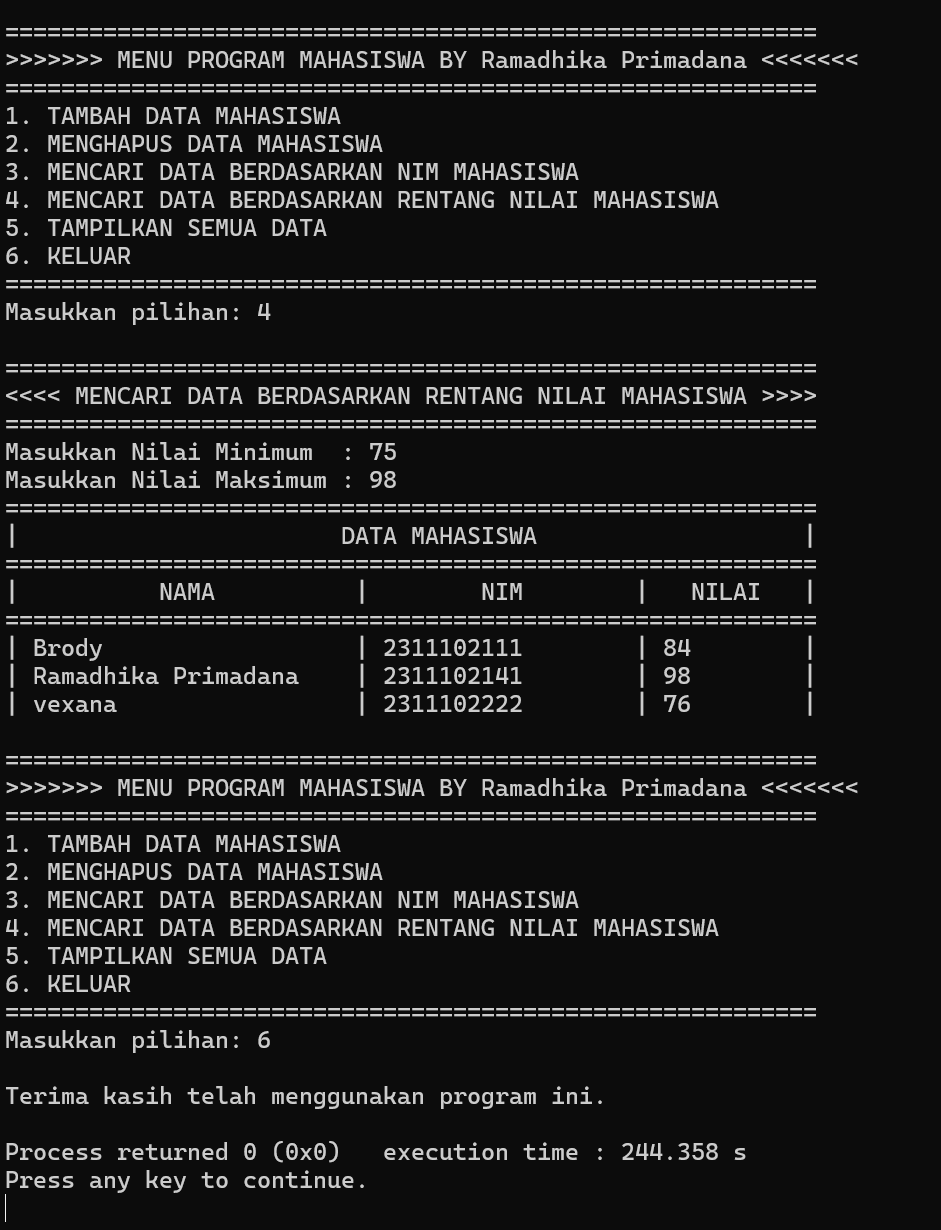 ==========================================================
>>>>>>> MENU PROGRAM MAHASISWA BY Ramadhika Primadana <<<<<<<
==========================================================
1. TAMBAH DATA MAHASISWA
2. MENGHAPUS DATA MAHASISWA
3. MENCARI DATA BERDASARKAN NIM MAHASISWA
4. MENCARI DATA BERDASARKAN RENTANG NILAI MAHASISWA
5. TAMPILKAN SEMUA DATA
6. KELUAR
==========================================================
Masukkan pilihan: 4

==========================================================
<<<< MENCARI DATA BERDASARKAN RENTANG NILAI MAHASISWA >>>>
==========================================================
Masukkan Nilai Minimum  : 75
Masukkan Nilai Maksimum : 98
==========================================================
|                       DATA MAHASISWA                   |
==========================================================
|          NAMA          |        NIM        |   NILAI   |
==========================================================
| Brody                  | 2311102111        | 84        |
| Ramadhika Primadana    | 2311102141        | 98        |
| vexana                 | 2311102222        | 76        |

==========================================================
>>>>>>> MENU PROGRAM MAHASISWA BY Ramadhika Primadana <<<<<<<
==========================================================
1. TAMBAH DATA MAHASISWA
2. MENGHAPUS DATA MAHASISWA
3. MENCARI DATA BERDASARKAN NIM MAHASISWA
4. MENCARI DATA BERDASARKAN RENTANG NILAI MAHASISWA
5. TAMPILKAN SEMUA DATA
6. KELUAR
==========================================================
Masukkan pilihan: 6

Terima kasih telah menggunakan program ini.

Process returned 0 (0x0)   execution time : 244.358 s
Press any key to continue.